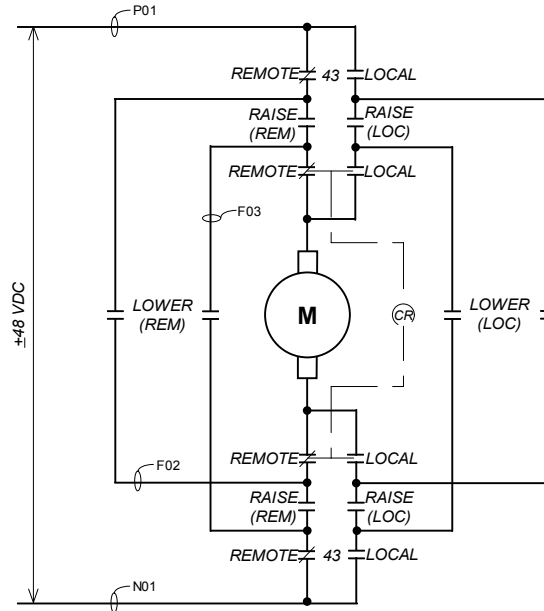 P01
REMOTE 43 LOCAL
RAISE (REM)
RAISE (LOC)
REMOTE LOCAL
F03
±48 VDC
LOWER (REM)
M
CR
LOWER (LOC)
REMOTE LOCAL
F02
RAISE (REM)
RAISE (LOC)
REMOTE 43 LOCAL
N01